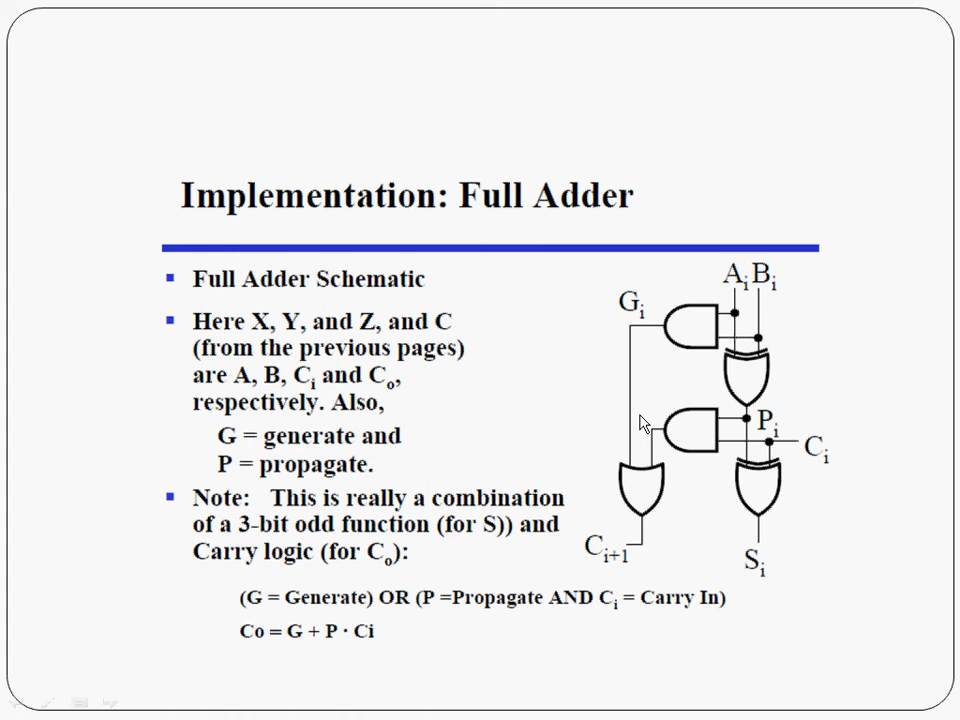 Implementation: Full Adder
Full Adder Schematic
Here X, Y, and Z, and C
(from the previous pages)
are A, B, Ci and Co,
respectively. Also,
G = generate and
P = propagate.
Note: This is really a combination
of a 3-bit odd function (for S)) and
Carry logic (for Co):
(G = Generate) OR (P =Propagate AND Ci = Carry In)
Co = G + P · Ci
Ai Bi
Gi
Pi
Ci
Ci+1
Si